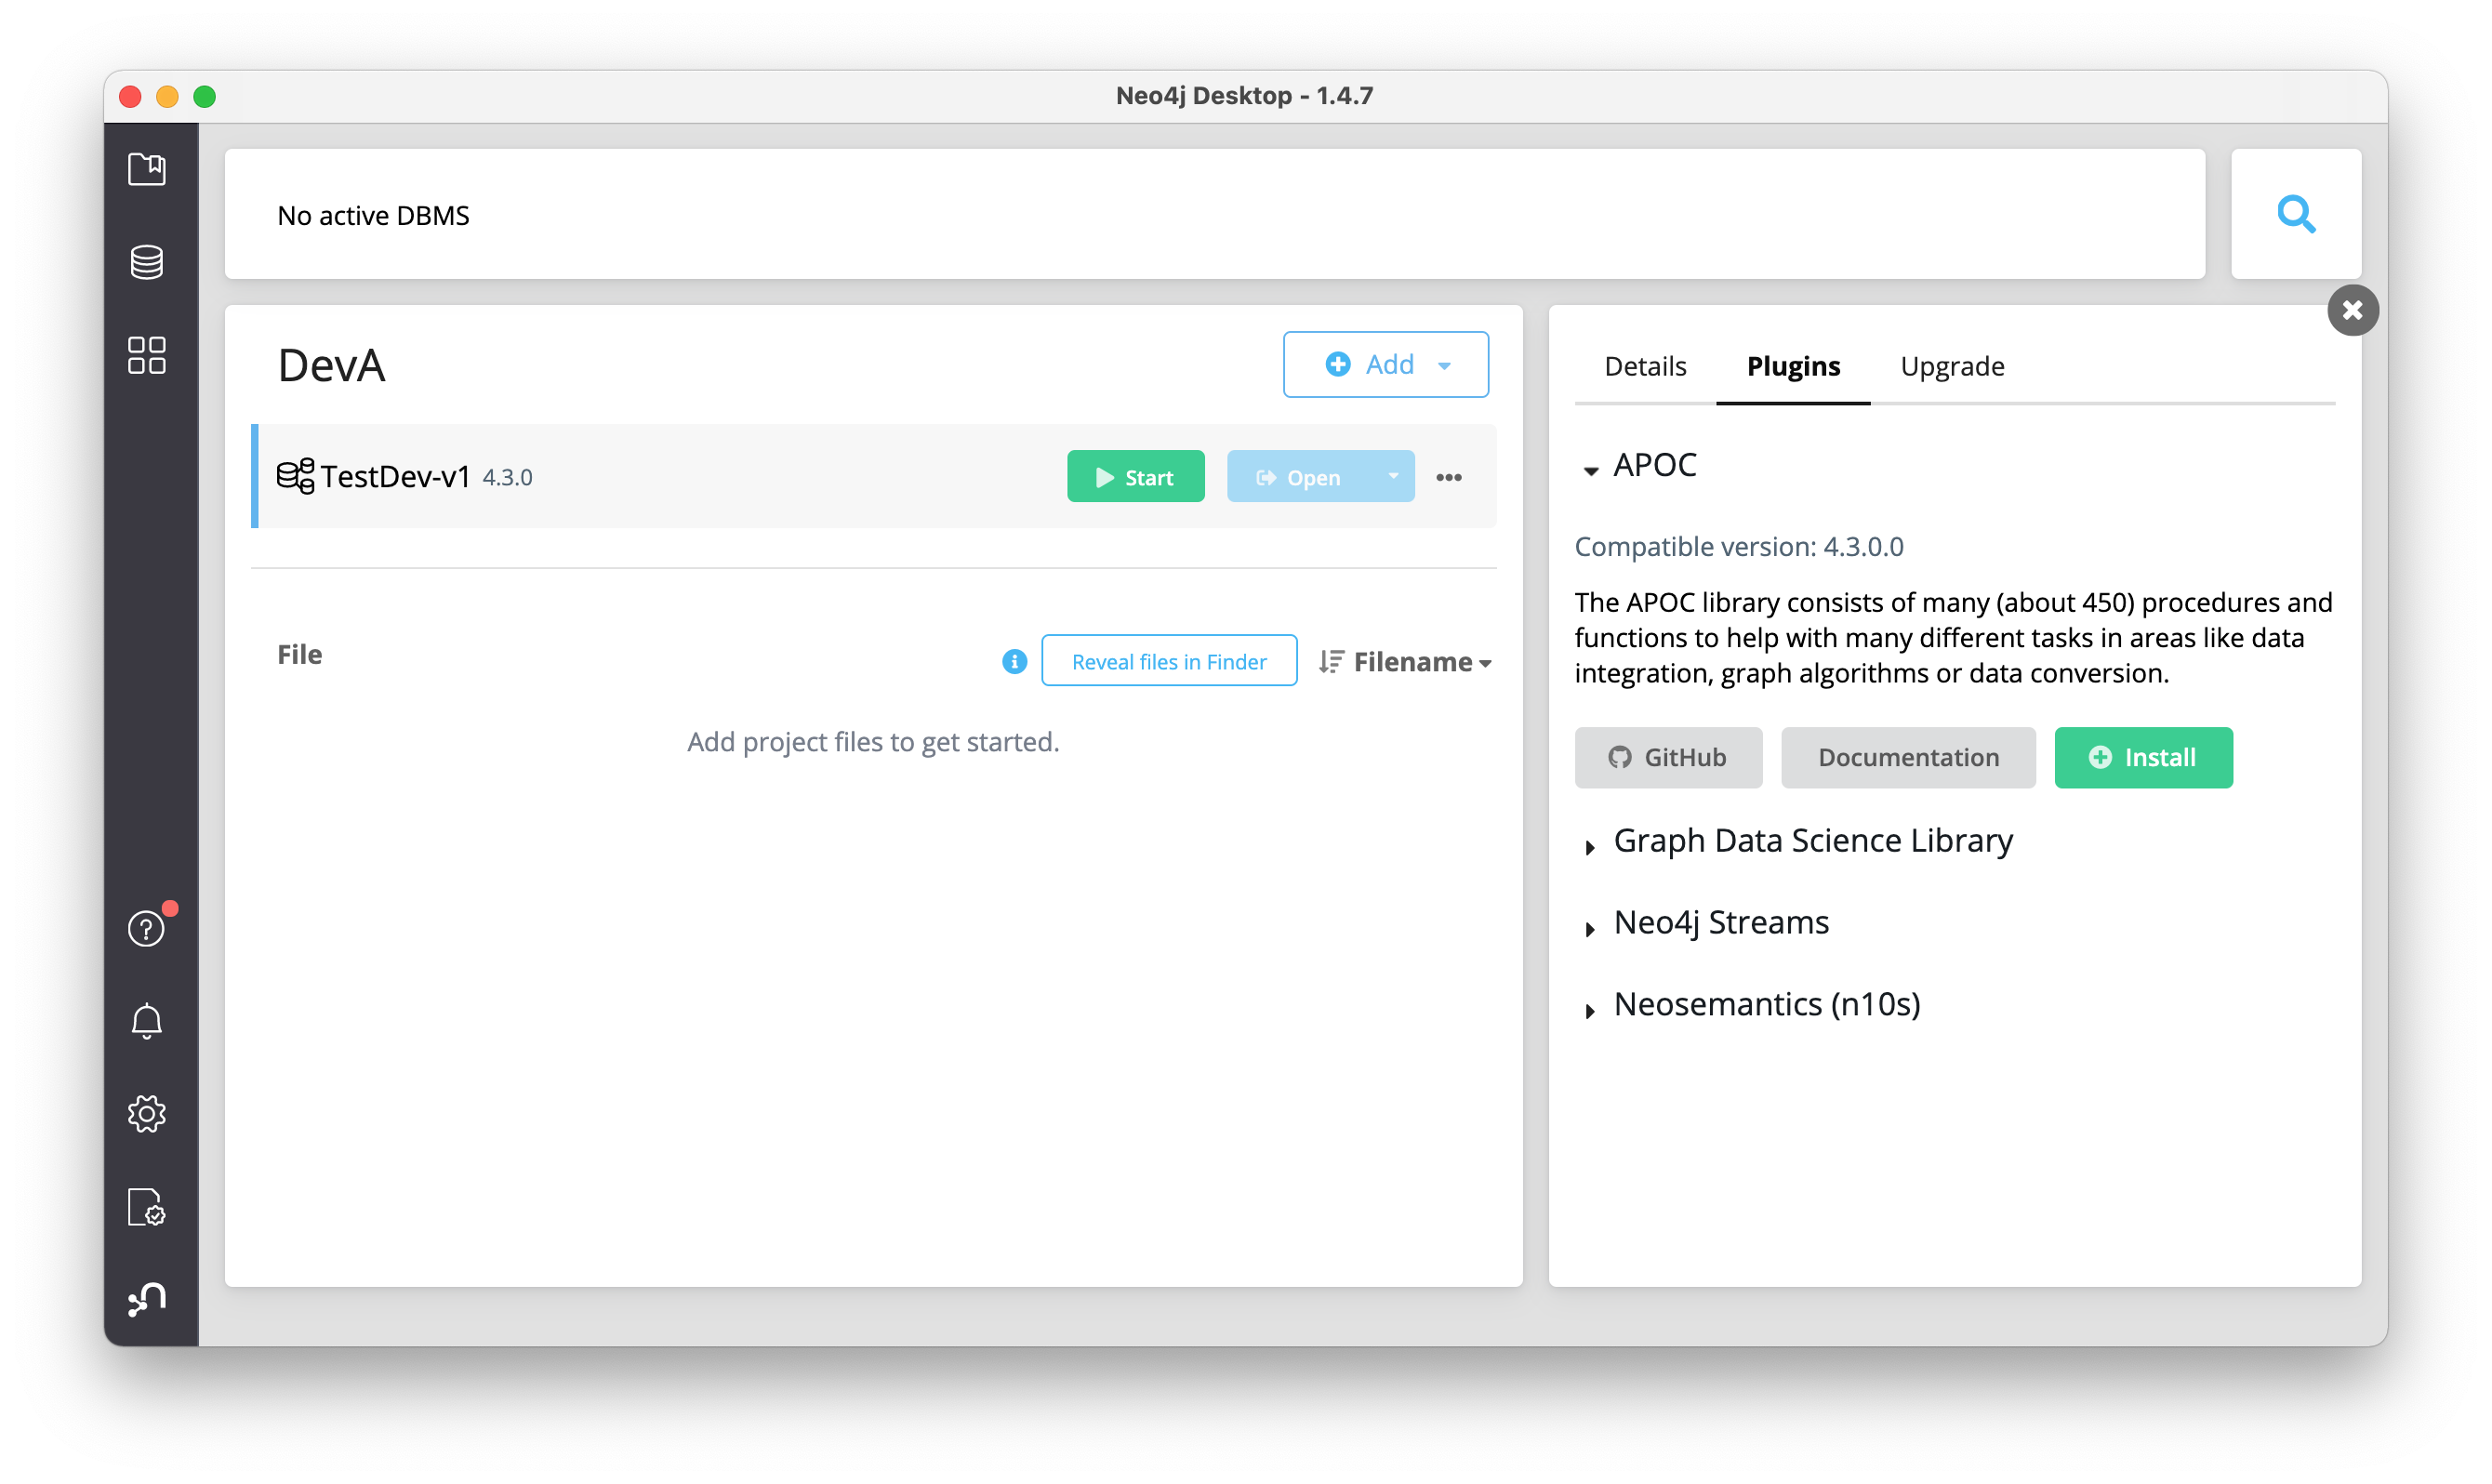 Neo4j Desktop - 1.4.7
No active DBMS
DevA
Add
TestDev-v1 4.3.0
Start
Open
File
Reveal files in Finder
Filename
Add project files to get started.
Details
Plugins
Upgrade
APOC
Compatible version: 4.3.0.0
The APOC library consists of many (about 450) procedures and
functions to help with many different tasks in areas like data
integration, graph algorithms or data conversion.
GitHub
Documentation
Install
Graph Data Science Library
Neo4j Streams
Neosemantics (n10s)